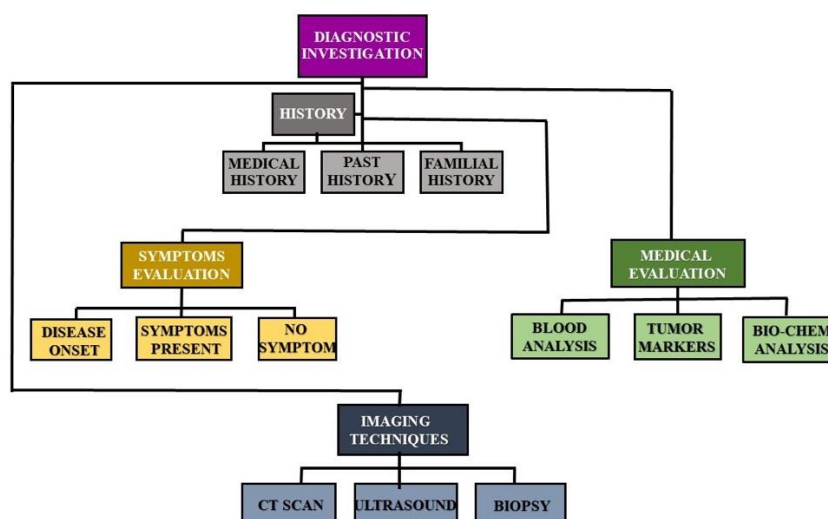 DIAGNOSTIC
INVESTIGATION
HISTORY
MEDICAL
HISTORY
PAST
HISTORY
FAMILIAL
HISTORY
SYMPTOMS
EVALUATION
MEDICAL
EVALUATION
DISEASE
ONSET
SYMPTOMS
PRESENT
NO
SYMPTOM
BLOOD
ANALYSIS
TUMOR
MARKERS
BIO-CHEM
ANALYSIS
IMAGING
TECHNIQUES
CT SCAN
ULTRASOUND
BIOPSY